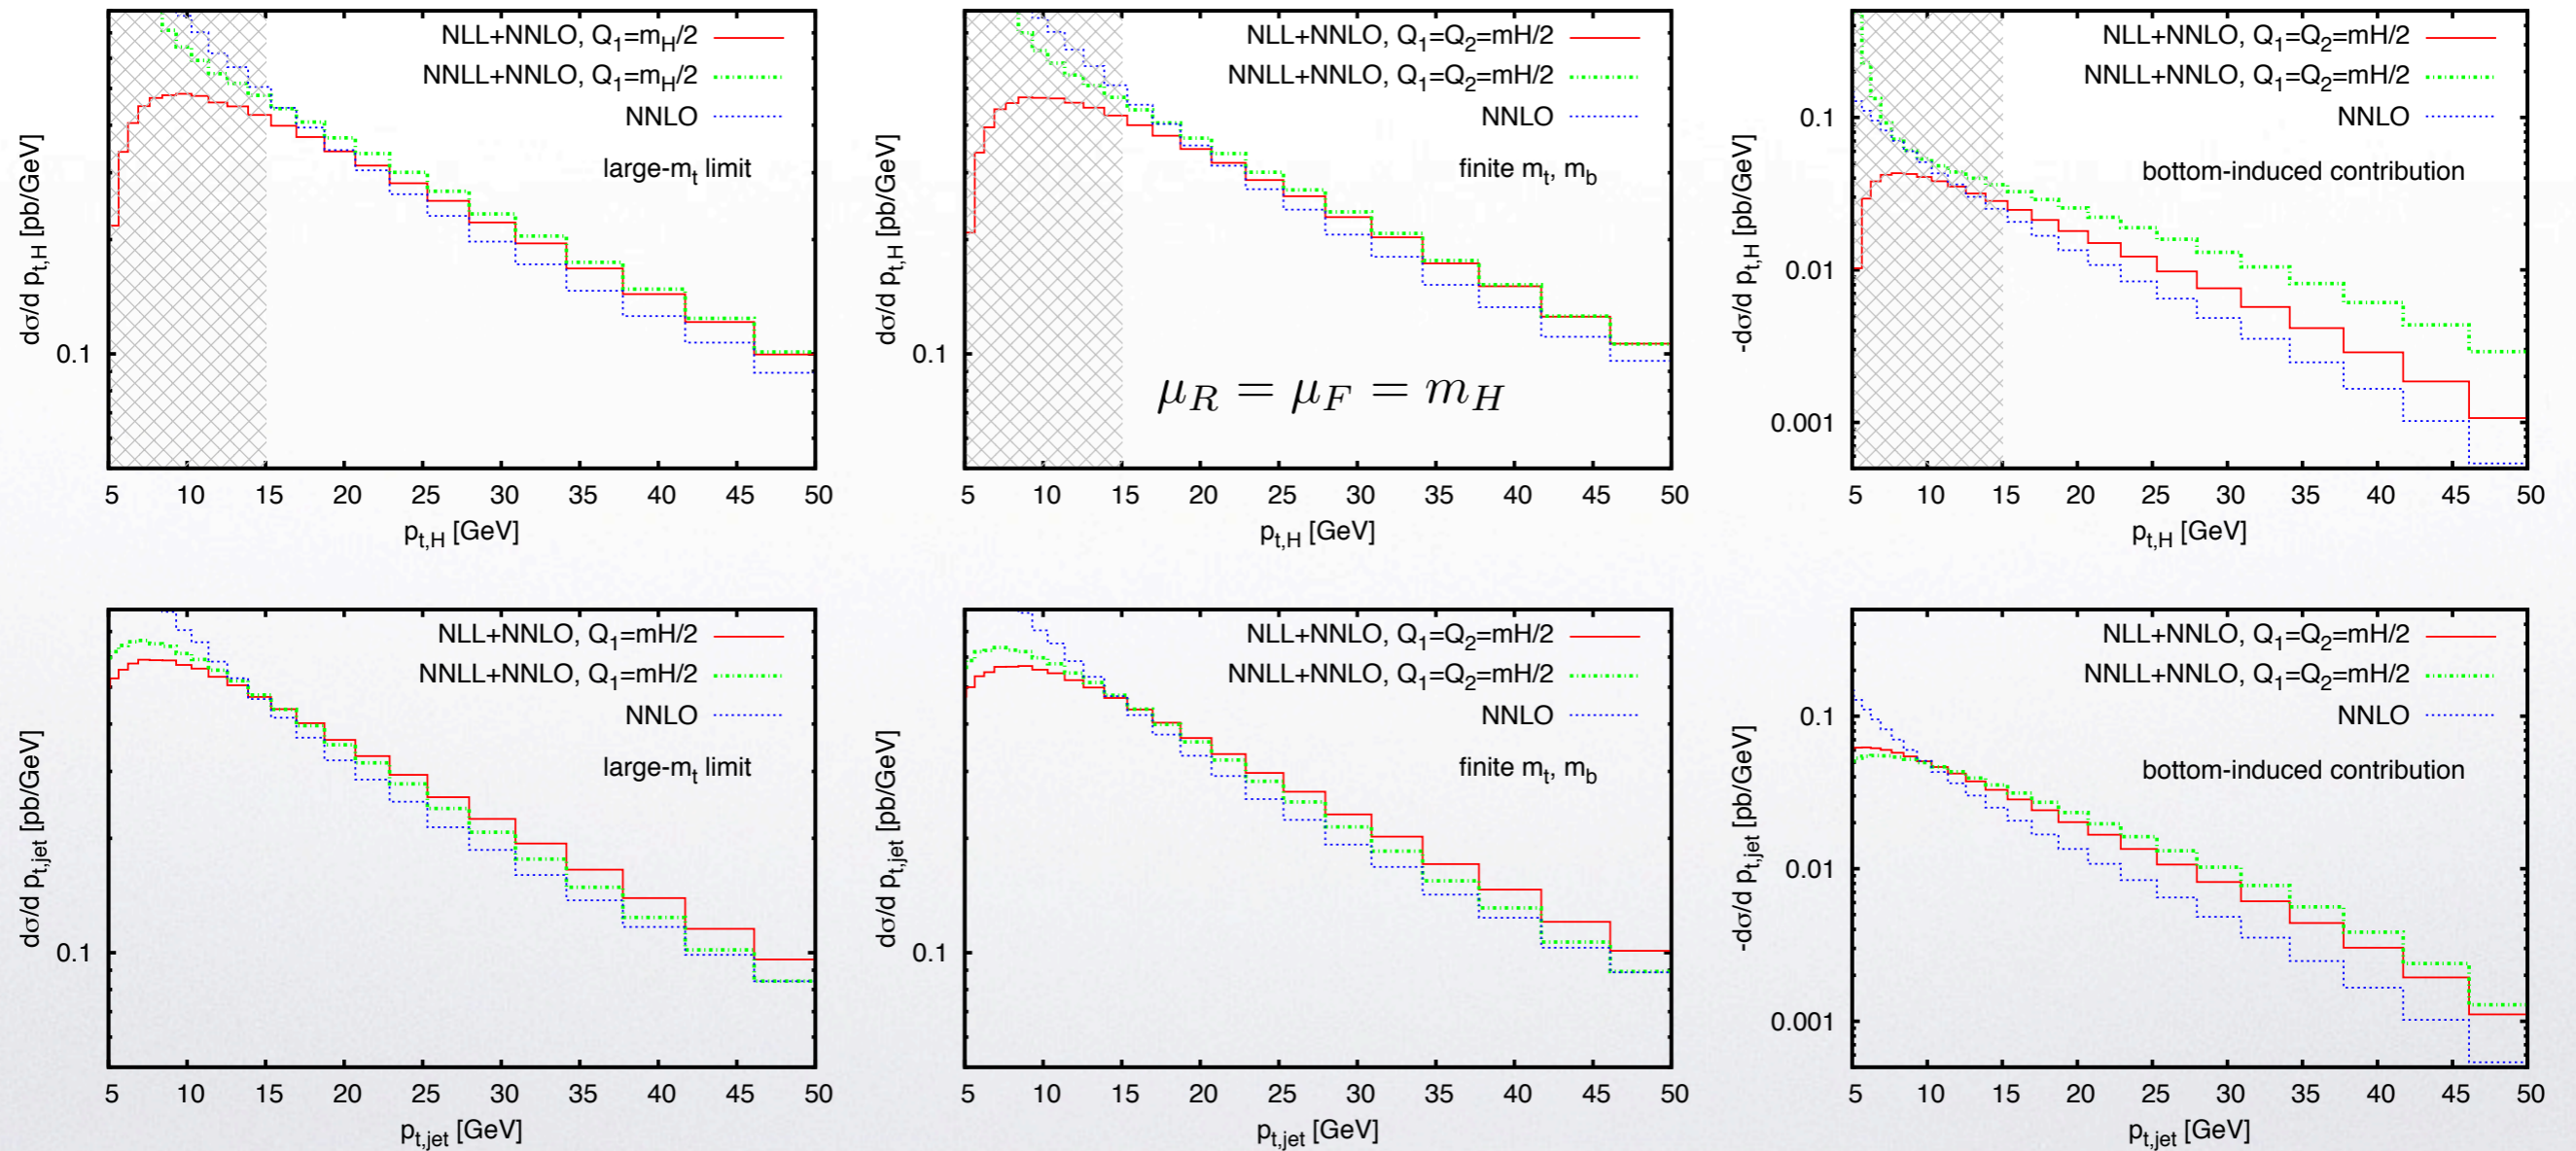 NLL+NNLO, Q1=mH/2
NNLL+NNLO, Q1=mH/2
NNLO
large-mt limit
dσ/d pt,H [pb/GeV]
0.1
5 10 15 20 25 30 35 40 45 50
pt,H [GeV]
NLL+NNLO, Q1=Q2=mH/2
NNLL+NNLO, Q1=Q2=mH/2
NNLO
finite mt, mb
μR = μF = mH
dσ/d pt,H [pb/GeV]
0.1
5 10 15 20 25 30 35 40 45 50
pt,H [GeV]
NLL+NNLO, Q1=Q2=mH/2
NNLL+NNLO, Q1=Q2=mH/2
NNLO
bottom-induced contribution
-dσ/d pt,H [pb/GeV]
0.1
0.01
0.001
5 10 15 20 25 30 35 40 45 50
pt,H [GeV]
NLL+NNLO, Q1=mH/2
NNLL+NNLO, Q1=mH/2
NNLO
large-mt limit
dσ/d pt,jet [pb/GeV]
0.1
5 10 15 20 25 30 35 40 45 50
pt,jet [GeV]
NLL+NNLO, Q1=Q2=mH/2
NNLL+NNLO, Q1=Q2=mH/2
NNLO
finite mt, mb
dσ/d pt,jet [pb/GeV]
0.1
5 10 15 20 25 30 35 40 45 50
pt,jet [GeV]
NLL+NNLO, Q1=Q2=mH/2
NNLL+NNLO, Q1=Q2=mH/2
NNLO
bottom-induced contribution
-dσ/d pt,jet [pb/GeV]
0.1
0.01
0.001
5 10 15 20 25 30 35 40 45 50
pt,jet [GeV]